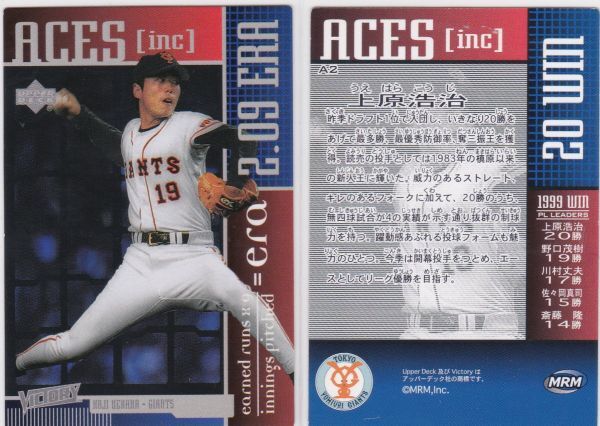 ACES [inc]
UPPER DECK
2.09 ERA
GIANTS
19
earned runs x 9
innings pitched
= era
VICTORY
KOJI UEHARA - GIANTS
ACES [inc]
A2
うえ はら こう じ
上原浩治
昨季ドラフト1位で入団し、いきなり20勝を
あげて最多勝、最優秀防御率、奪三振王を獲
得。読売の投手としては1983年の槙原以来
の新人王に輝いた。威力のあるストレート、
キレのあるフォークに加えて、20勝のうち
無四球試合が4の実績が示す通り抜群の制球
力を持つ。躍動感あふれる投球フォームも魅
力のひとつ。今季は開幕投手をつとめ、エー
スとしてリーグ優勝を目指す。
20 WIN
1999 WIN
PL LEADERS
上原浩治
20勝
野口茂樹
19勝
川村丈夫
17勝
佐々岡真司
15勝
斎藤 隆
14勝
TOKYO
YOMIURI GIANTS
Upper Deck 及び Victory は
アッパーデック社の商標です。
©MRM,Inc.
MRM